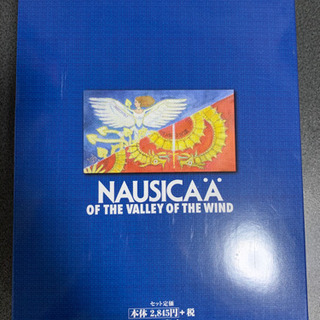 NAUSICAÄ
OF THE VALLEY OF THE WIND
セット定価
本体 2,845円+税